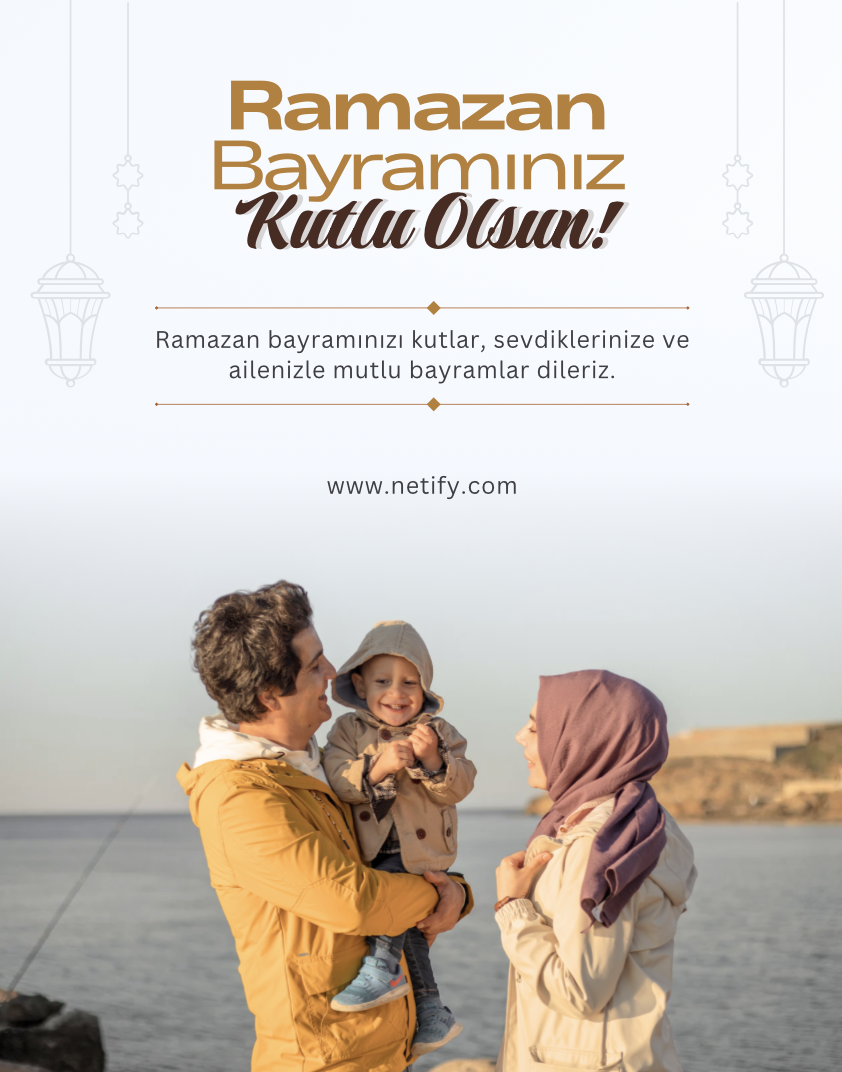 Ramazan
Bayramınız
Kutlu Olsun!
Ramazan bayramınızı kutlar, sevdiklerinize ve
ailenizle mutlu bayramlar dileriz.
www.netify.com